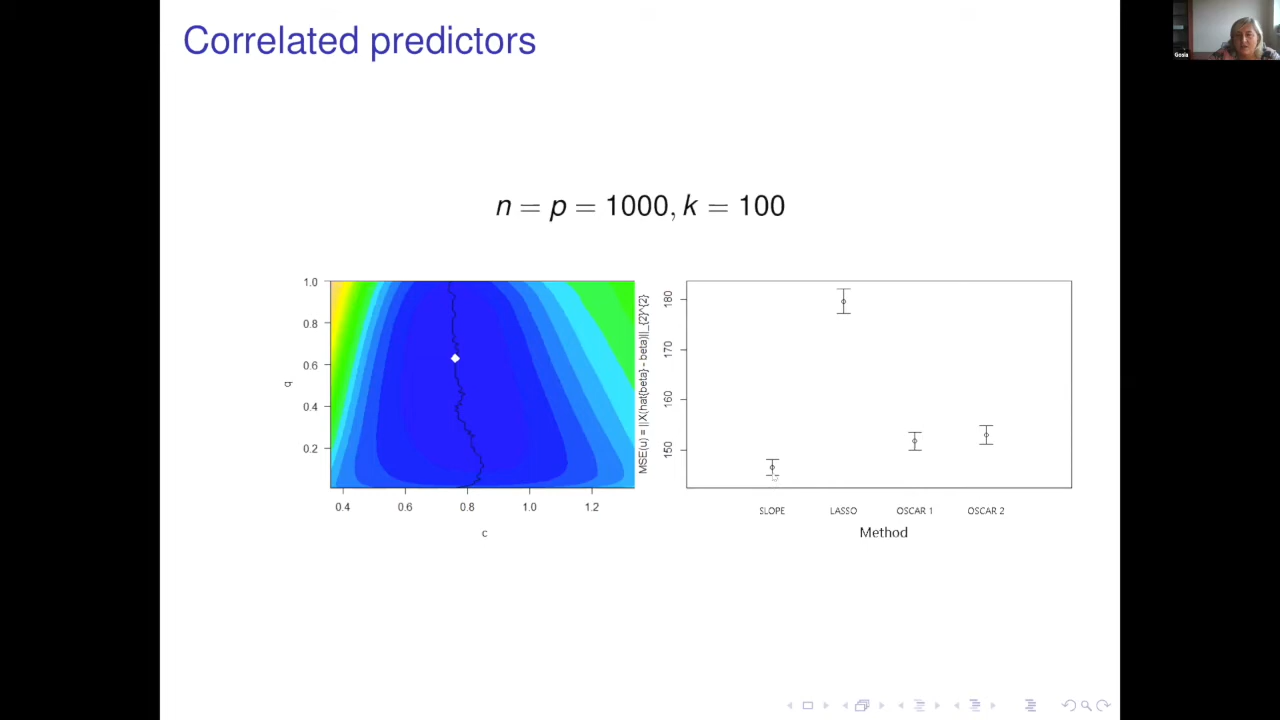 Correlated predictors
Gosia
n = p = 1000, k = 100
1.0
0.8
0.6
0.4
0.2
q
0.4 0.6 0.8 1.0 1.2
c
MSE(u) = ||X(hat{beta} - beta)||_{2}^{2}
180
170
160
150
SLOPE LASSO OSCAR 1 OSCAR 2
Method